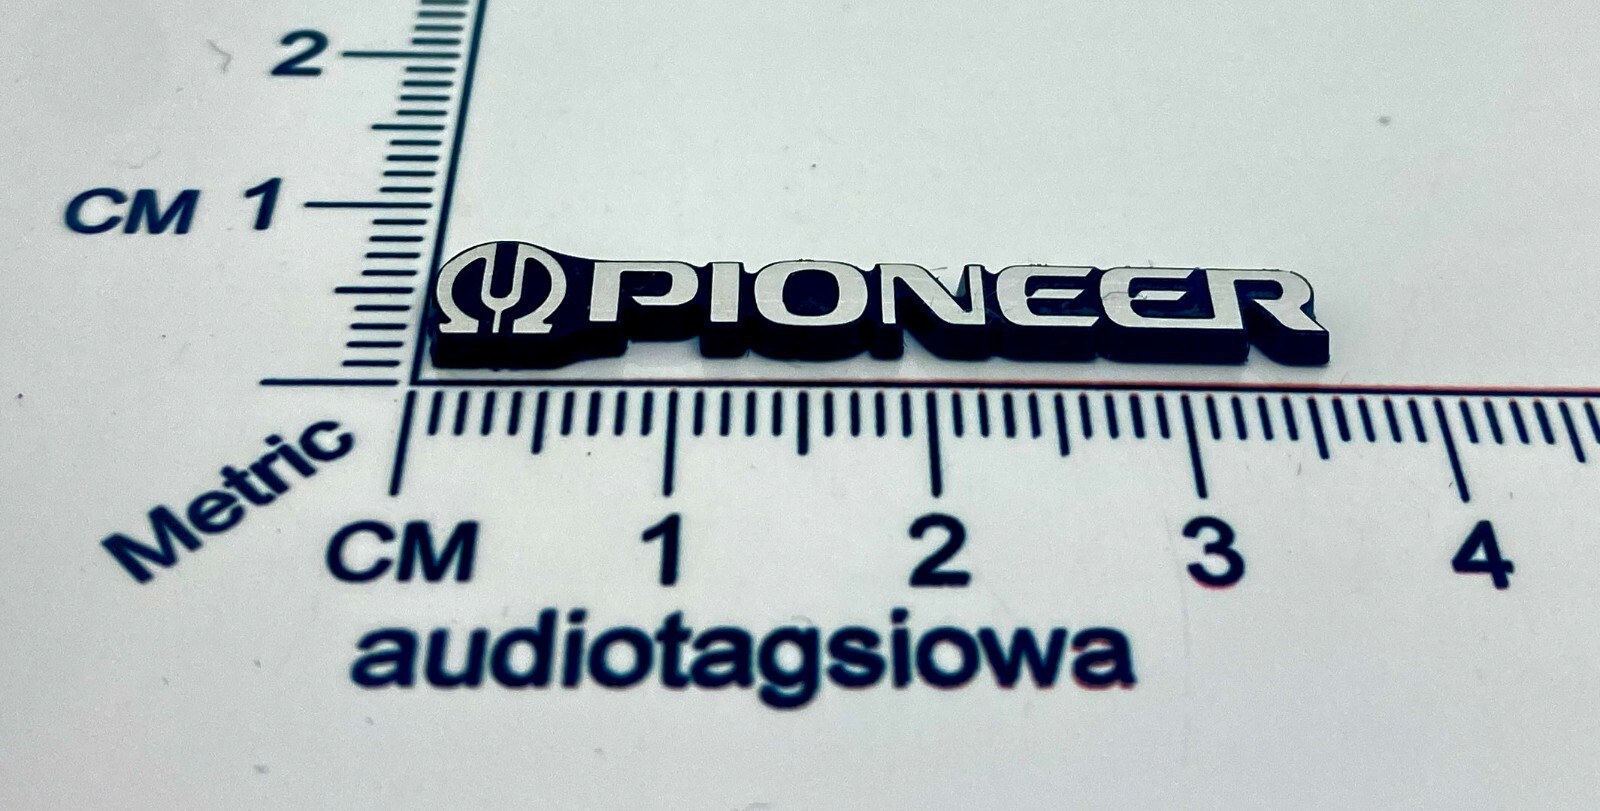 2
CM 1
PIONEER
Metric
CM 1 2 3 4
audiotagsiowa